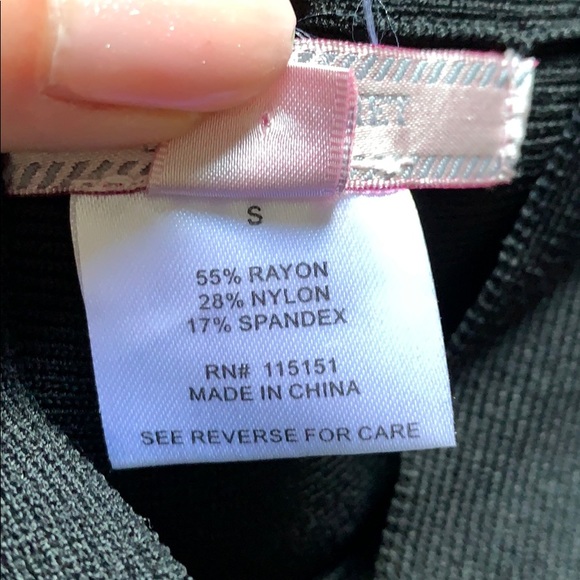 S
55% RAYON
28% NYLON
17% SPANDEX
RN# 115151
MADE IN CHINA
SEE REVERSE FOR CARE